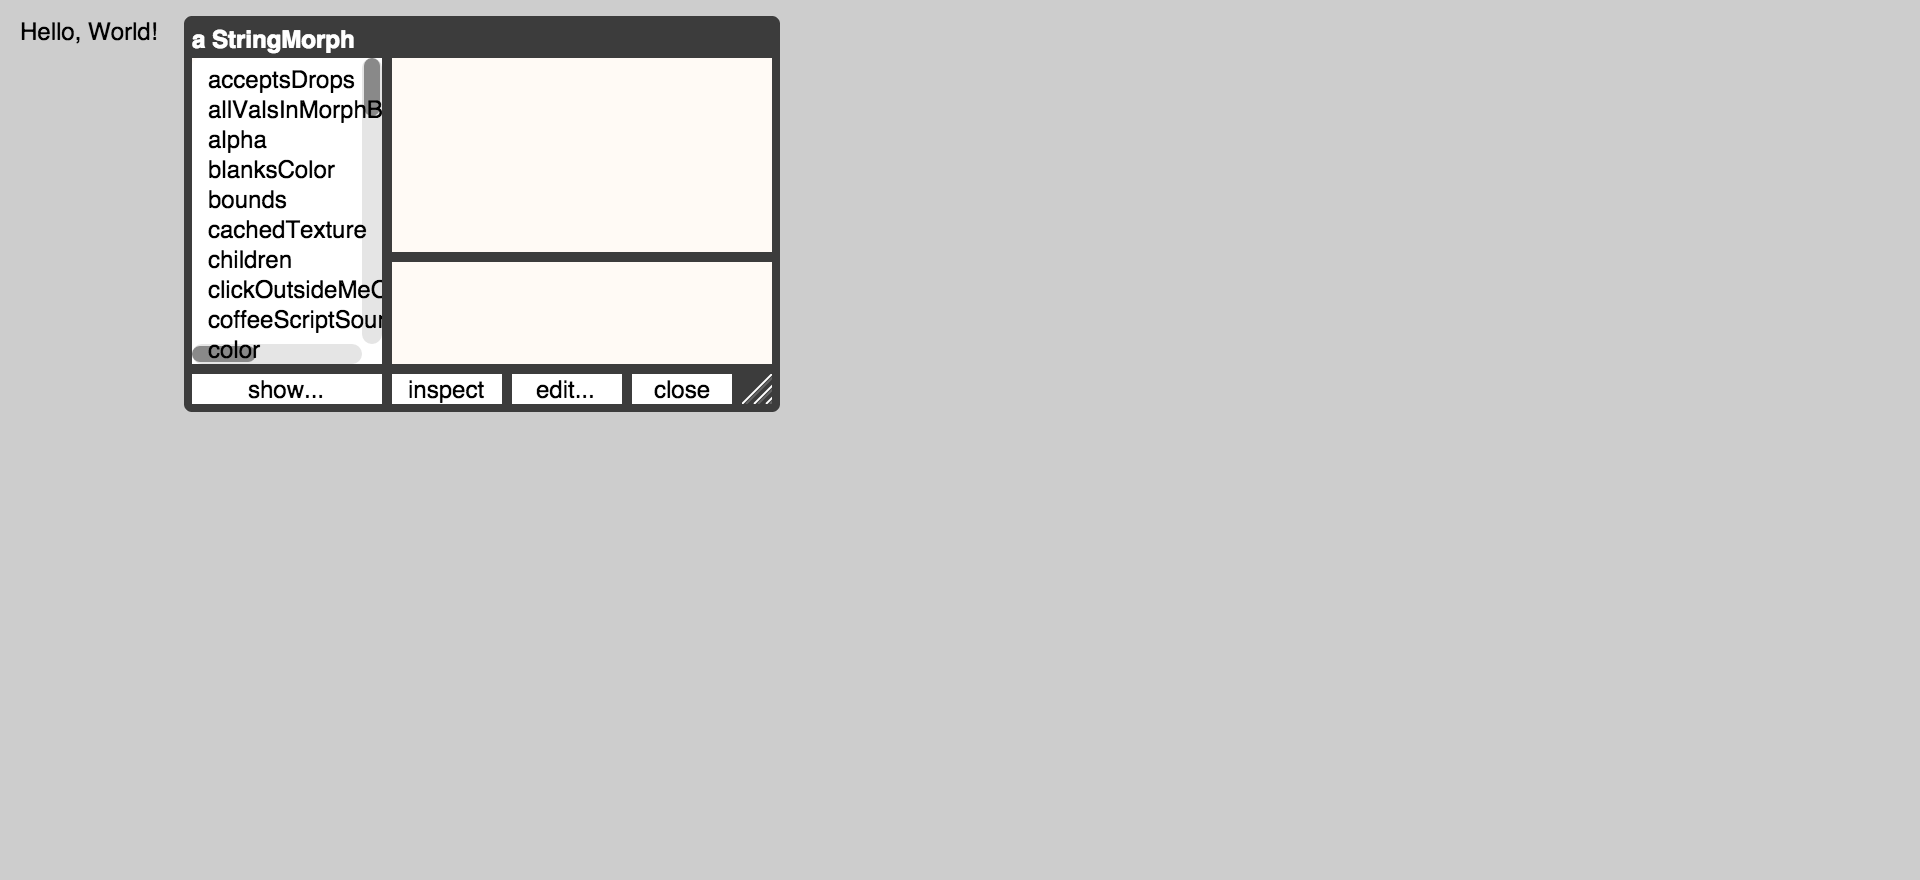 Hello, World!
a StringMorph
acceptsDrops
allValsInMorphB
alpha
blanksColor
bounds
cachedTexture
children
clickOutsideMeC
coffeeScriptSour
color
show...
inspect
edit...
close